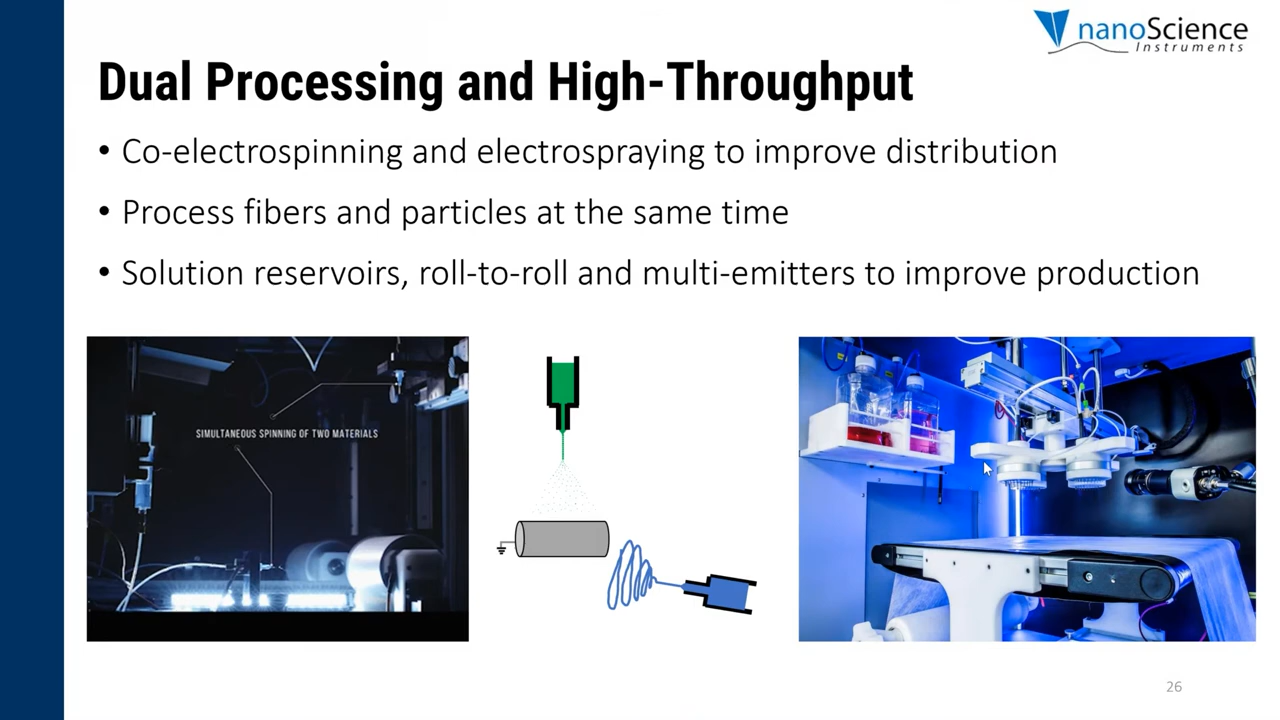 nanoScience
Instruments
Dual Processing and High-Throughput
• Co-electrospinning and electrospraying to improve distribution
• Process fibers and particles at the same time
• Solution reservoirs, roll-to-roll and multi-emitters to improve production
SIMULTANEOUS SPINNING OF TWO MATERIALS
26